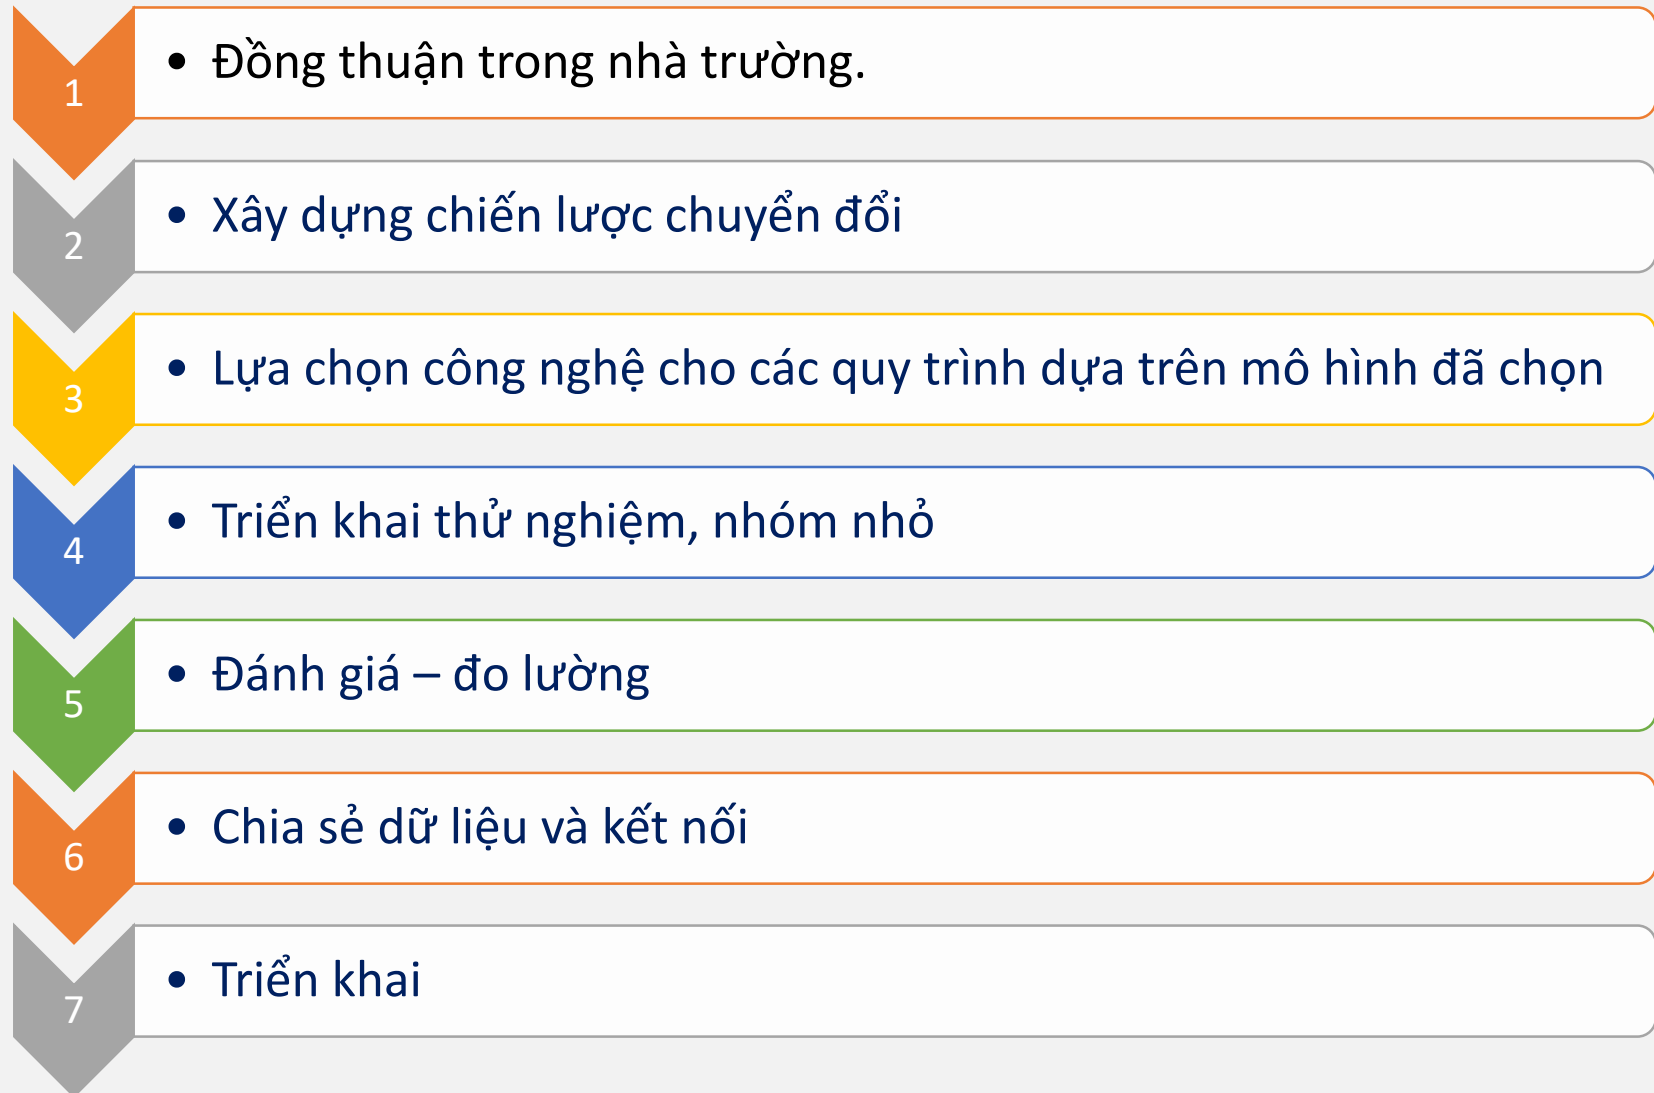 1
• Đồng thuận trong nhà trường.
2
• Xây dựng chiến lược chuyển đổi
3
• Lựa chọn công nghệ cho các quy trình dựa trên mô hình đã chọn
4
• Triển khai thử nghiệm, nhóm nhỏ
5
• Đánh giá – đo lường
6
• Chia sẻ dữ liệu và kết nối
7
• Triển khai